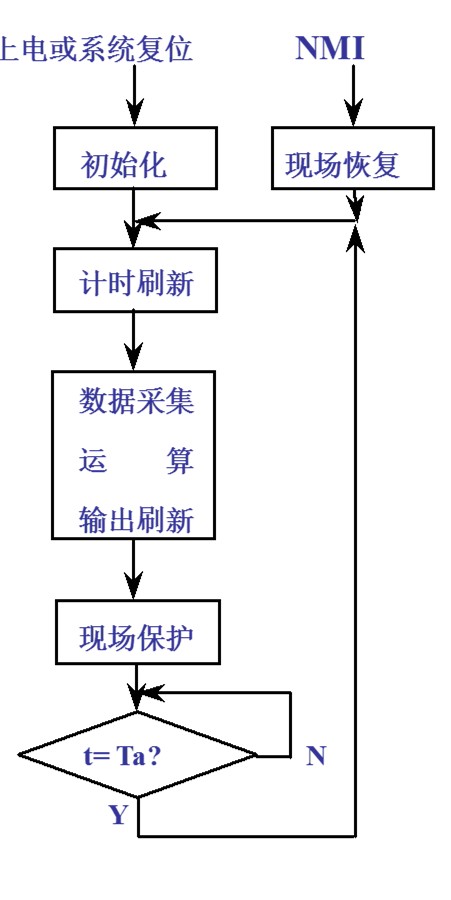 上电或系统复位
NMI
初始化
现场恢复
计时刷新
数据采集
运 算
输出刷新
现场保护
t= Ta?
N
Y